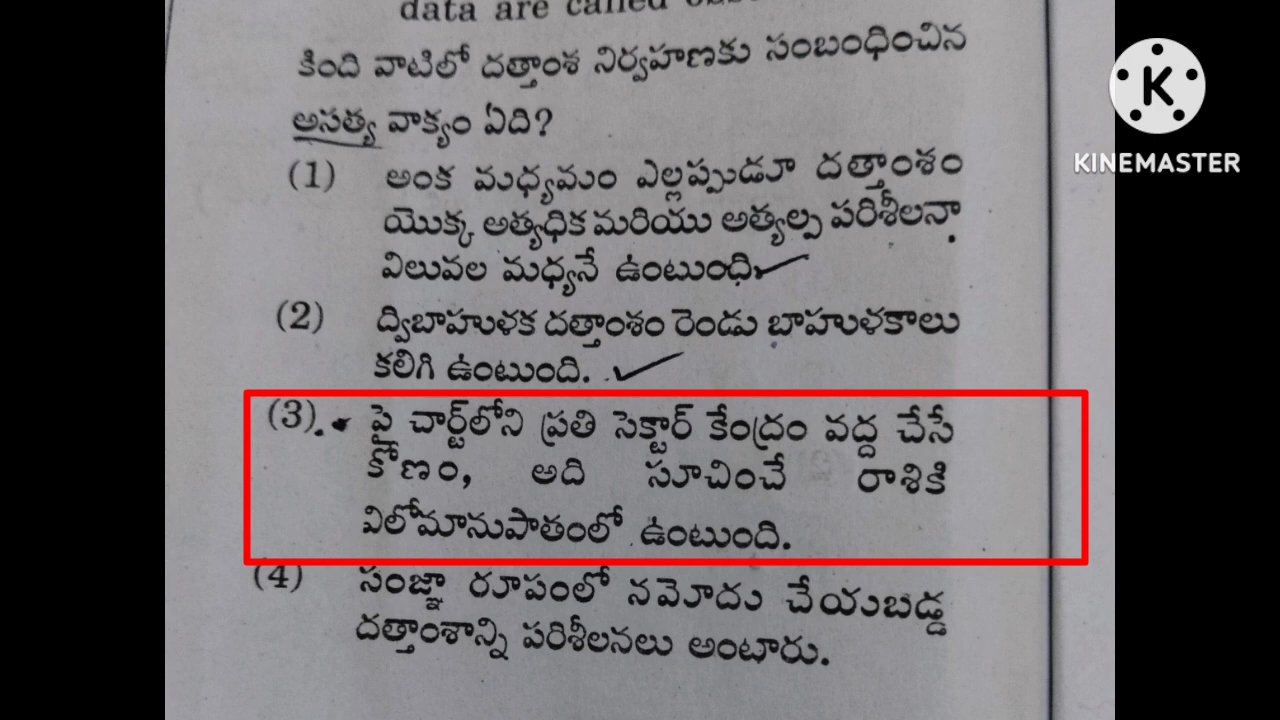 data are called
కింది వాటిలో దత్తాంశ నిర్వహణకు సంబంధించిన
అసత్య వాక్యం ఏది?
(1) అంక మధ్యమం ఎల్లప్పుడూ దత్తాంశం
యొక్క అత్యధిక మరియు అత్యల్ప పరిశీలనా
విలువల మధ్యనే ఉంటుంది.
(2) ద్విబాహుళక దత్తాంశం రెండు బాహుళకాలు
కలిగి ఉంటుంది.
(3) పై చార్ట్‌లోని ప్రతి సెక్టార్ కేంద్రం వద్ద చేసే
కోణం, అది సూచించే రాశికి
విలోమానుపాతంలో ఉంటుంది.
(4) సంజ్ఞా రూపంలో నమోదు చేయబడ్డ
దత్తాంశాన్ని పరిశీలనలు అంటారు.
K
KINEMASTER